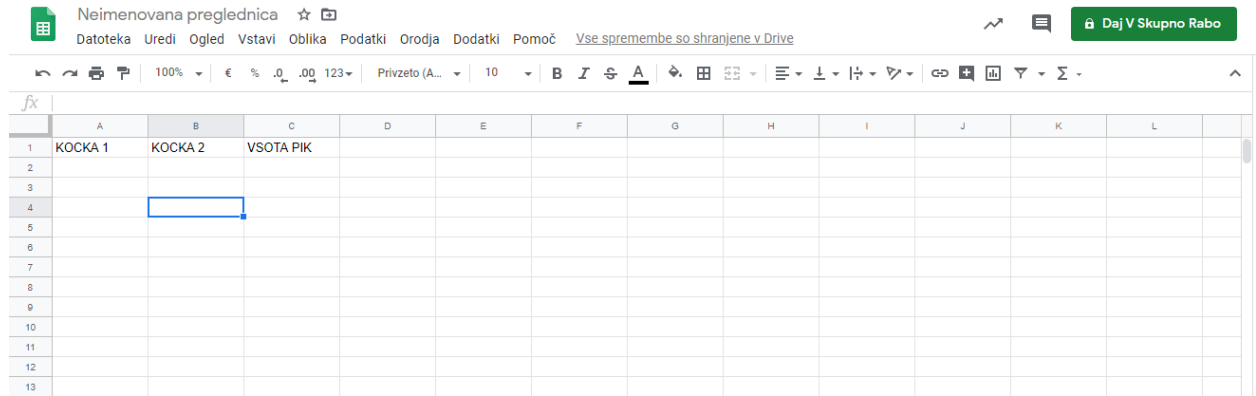 Neimenovana preglednica
Datoteka Uredi Ogled Vstavi Oblika Podatki Orodja Dodatki Pomoč Vse spremembe so shranjene v Drive
Daj V Skupno Rabo
100% € % .0 .00 123 Privzeto (A... 10 B I S A Σ
fx
A B C D E F G H I J K L
1 KOCKA 1 KOCKA 2 VSOTA PIK
2
3
4
5
6
7
8
9
10
11
12
13